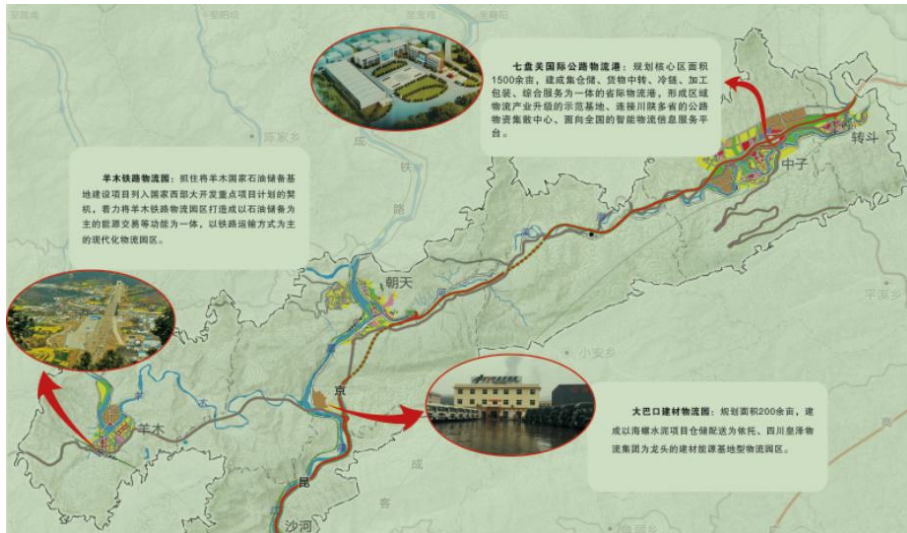 至宝鸡
陈家乡
成
铁
路
七盘关国际公路物流港：规划核心区面积
1500余亩，建成集仓储、货物中转、冷链、加工
包装、综合服务为一体的省际物流港，形成区域
物流产业升级的示范基地、连接川陕多省的公路
物资集散中心、面向全国的智能物流信息服务平
台。
转斗
中子
羊木铁路物流园：抓住将羊木国家石油储备基
地建设项目列入国家西部大开发重点项目计划的契
机，着力将羊木铁路物流园区打造成以石油储备为
主的能源交易等功能为一体，以铁路运输方式为主
的现代化物流园区。
朝天
平溪乡
小安乡
京
羊木
大巴口建材物流园：规划面积200余亩，建
成以海螺水泥项目仓储配送为依托、四川皇泽物
流集团为龙头的建材能源基地型物流园区。
成
昆
客
沙河